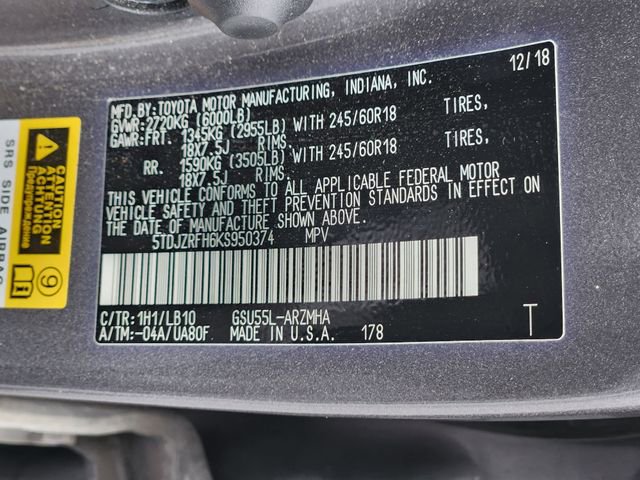 12/18
MFD. BY: TOYOTA MOTOR MANUFACTURING, INDIANA, INC.
GVWR: 2720KG (6000LB)
GAWR: FRT. 1345KG (2955LB) WITH 245/60R18 TIRES,
18X7.5J RIMS.
RR. 1590KG (3505LB) WITH 245/60R18 TIRES,
18X7.5J RIMS.
THIS VEHICLE CONFORMS TO ALL APPLICABLE FEDERAL MOTOR
VEHICLE SAFETY AND THEFT PREVENTION STANDARDS IN EFFECT ON
THE DATE OF MANUFACTURE SHOWN ABOVE.
5TDJZRFH6KS950374 MPV
C/TR: 1H1/LB10 GSU55L-ARZMHA
A/TM: -04A/UA80F MADE IN U.S.A. 178 T
SRS SIDE AIRBAG
CAUTION
ATTENTION
ACHTUNG
9